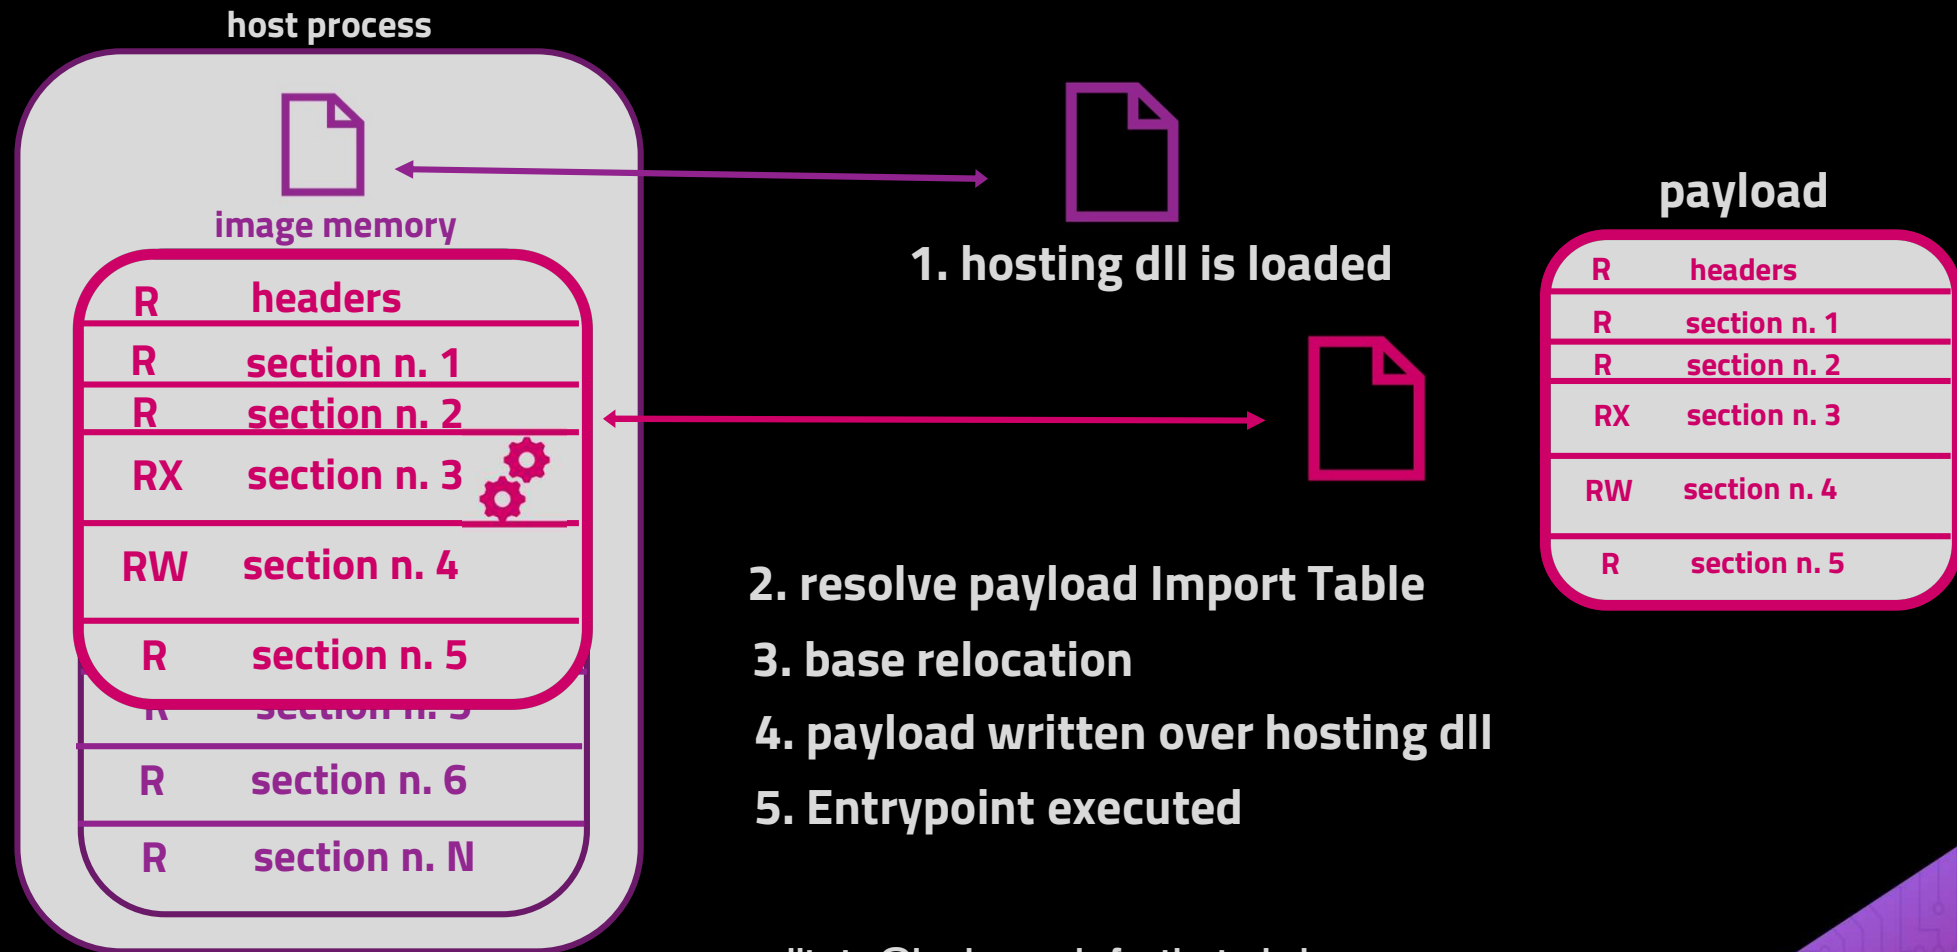 host process
image memory
R headers
R section n. 1
R section n. 2
RX section n. 3
RW section n. 4
R section n. 5
R section n. 5
R section n. 6
R section n. N
1. hosting dll is loaded
2. resolve payload Import Table
3. base relocation
4. payload written over hosting dll
5. Entrypoint executed
payload
R headers
R section n. 1
R section n. 2
RX section n. 3
RW section n. 4
R section n. 5